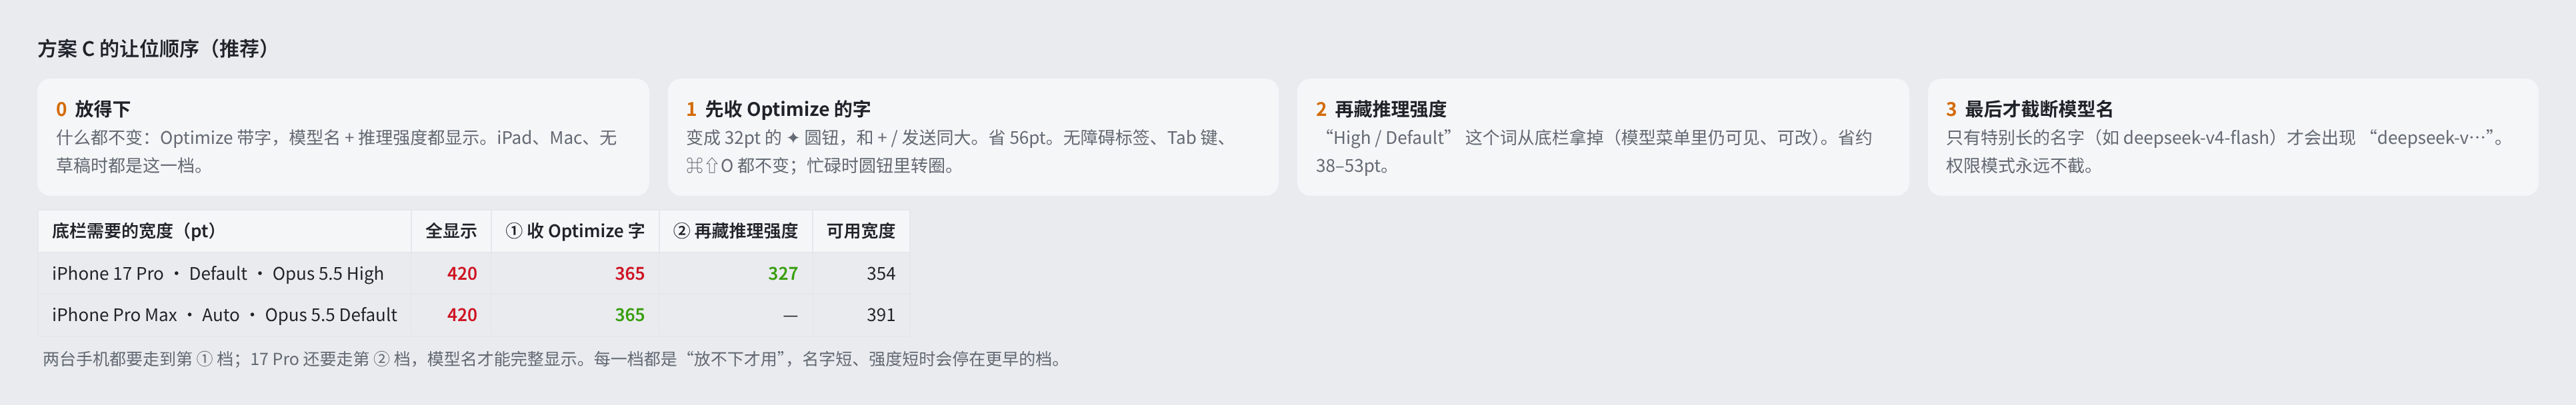 方案 C 的让位顺序（推荐）
0 放得下
什么都不变：Optimize 带字，模型名 + 推理强度都显示。iPad、Mac、无
草稿时都是这一档。
1 先收 Optimize 的字
变成 32pt 的 ✦ 圆钮，和 + / 发送同大。省 56pt。无障碍标签、Tab 键、
⌘⇧O 都不变；忙碌时圆钮里转圈。
2 再藏推理强度
“High / Default” 这个词从底栏拿掉（模型菜单里仍可见、可改）。省约
38–53pt。
3 最后才截断模型名
只有特别长的名字（如 deepseek-v4-flash）才会出现 “deepseek-v…”。
权限模式永远不截。
底栏需要的宽度（pt） 全显示 ① 收 Optimize 字 ② 再藏推理强度 可用宽度
iPhone 17 Pro · Default · Opus 5.5 High 420 365 327 354
iPhone Pro Max · Auto · Opus 5.5 Default 420 365 — 391
两台手机都要走到第 ① 档；17 Pro 还要走第 ② 档，模型名才能完整显示。每一档都是“放不下才用”，名字短、强度短时会停在更早的档。